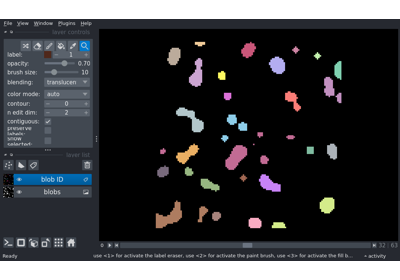 File View Window Plugins Help
layer controls
label: 1
opacity: 0.70
brush size: 10
blending: translucen
color mode: auto
contour: 0
n edit dim: 2
contiguous: ✓
preserve
labels:
show
selected:
layer list
blob ID
blobs
32 63
Ready use <1> for activate the label eraser, use <2> for activate the paint brush, use <3> for activate the fill b... activity